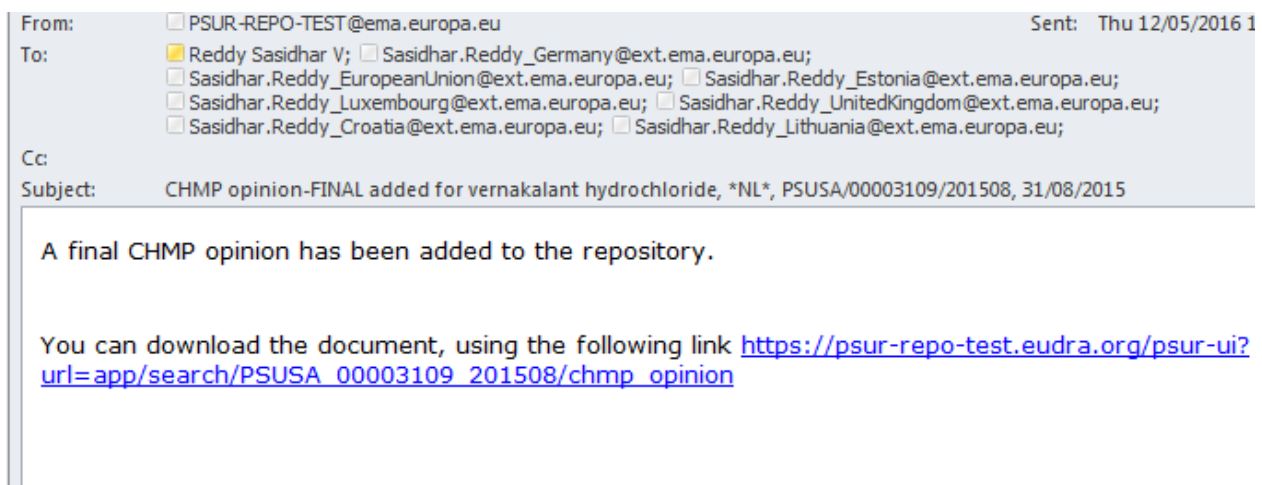 From: PSUR-REPO-TEST@ema.europa.eu Sent: Thu 12/05/2016 1
To: Reddy Sasidhar V; Sasidhar.Reddy_Germany@ext.ema.europa.eu;
Sasidhar.Reddy_EuropeanUnion@ext.ema.europa.eu; Sasidhar.Reddy_Estonia@ext.ema.europa.eu;
Sasidhar.Reddy_Luxembourg@ext.ema.europa.eu; Sasidhar.Reddy_UnitedKingdom@ext.ema.europa.eu;
Sasidhar.Reddy_Croatia@ext.ema.europa.eu; Sasidhar.Reddy_Lithuania@ext.ema.europa.eu;
Cc:
Subject: CHMP opinion-FINAL added for vernakalant hydrochloride, *NL*, PSUSA/00003109/201508, 31/08/2015
A final CHMP opinion has been added to the repository.
You can download the document, using the following link https://psur-repo-test.eudra.org/psur-ui?
url=app/search/PSUSA_00003109_201508/chmp_opinion